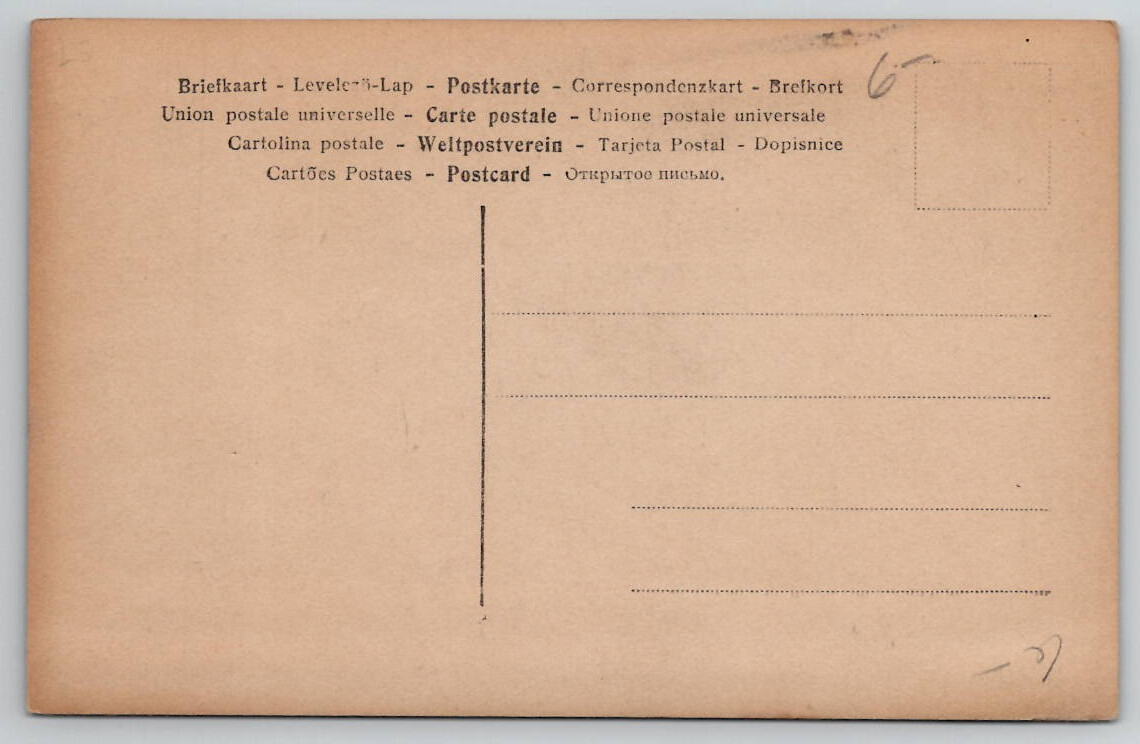 Briefkaart - Levelező-Lap - Postkarte - Correspondenzkart - Brefkort
Union postale universelle - Carte postale - Unione postale universale
Cartolina postale - Weltpostverein - Tarjeta Postal - Dopisnice
Cartões Postaes - Postcard - Открытое письмо.
6-